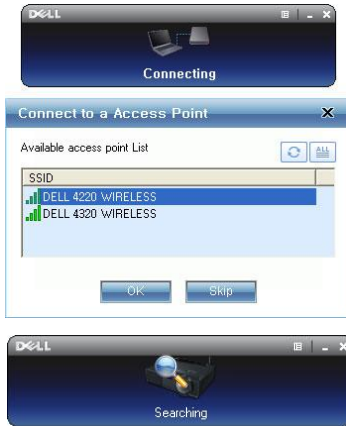 DELL
Connecting
Connect to a Access Point
Available access point List
ALL
SSID
DELL 4220 WIRELESS
DELL 4320 WIRELESS
OK
Skip
DELL
Searching